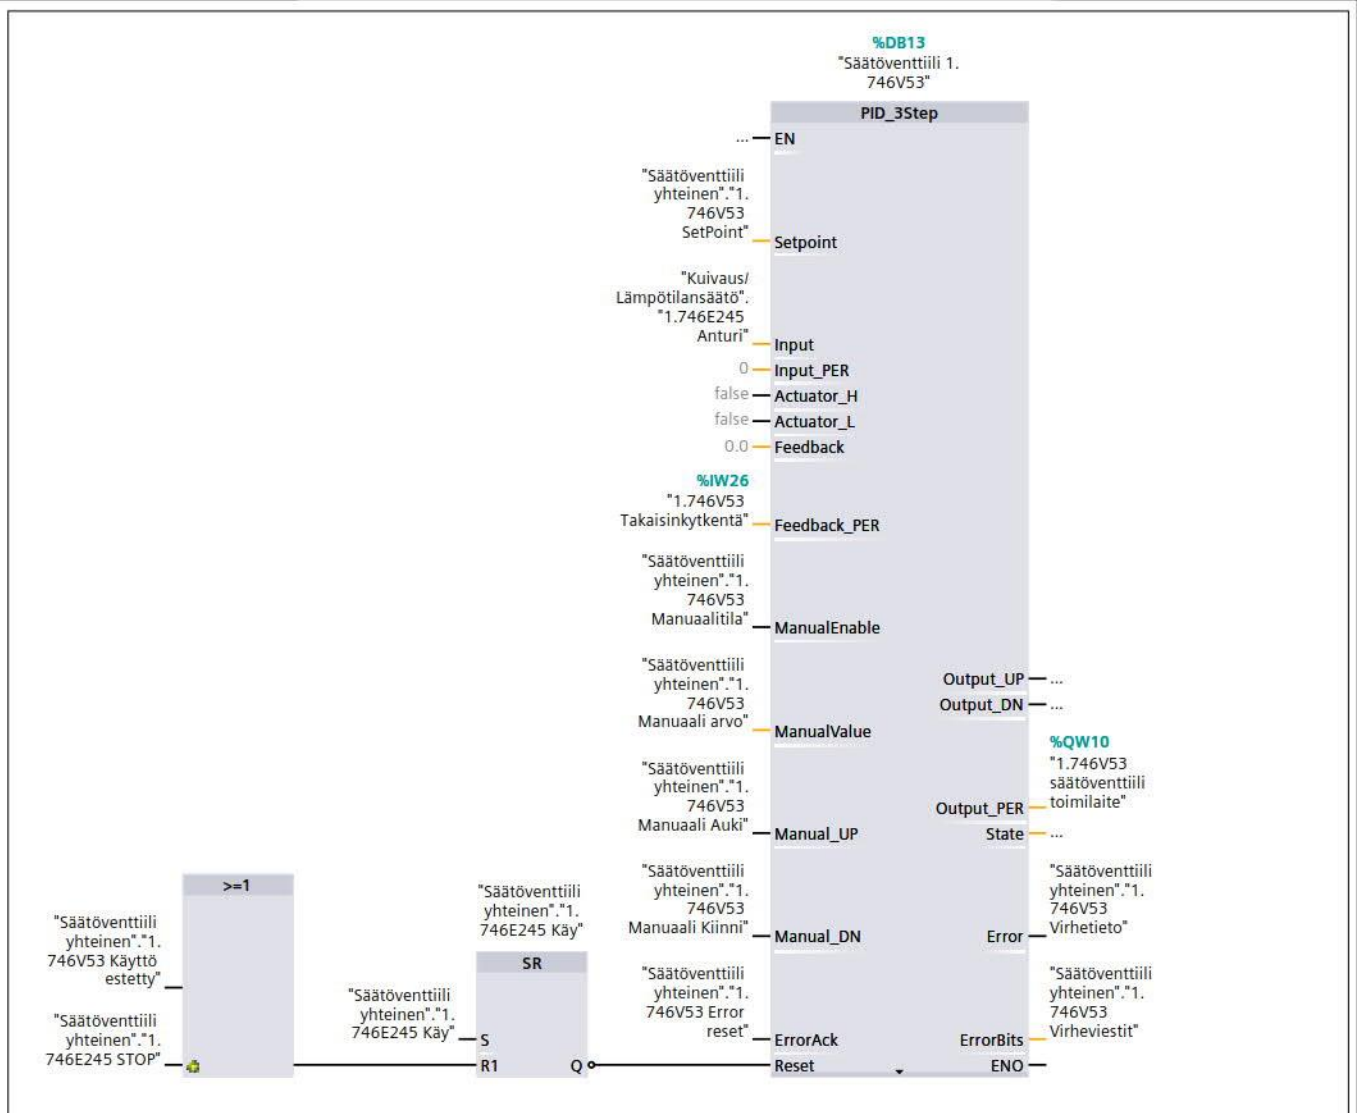 %DB13
"Säätöventtiili 1.
746V53"
PID_3Step
... EN
"Säätöventtiili
yhteinen"."1.
746V53
SetPoint"
Setpoint
"Kuivaus/
Lämpötilansäätö".
"1.746E245
Anturi"
Input
0 Input_PER
false Actuator_H
false Actuator_L
0.0 Feedback
%IW26
"1.746V53
Takaisinkytkentä"
Feedback_PER
"Säätöventtiili
yhteinen"."1.
746V53
Manuaalitila"
ManualEnable
"Säätöventtiili
yhteinen"."1.
746V53
Manuaali arvo"
ManualValue
"Säätöventtiili
yhteinen"."1.
746V53
Manuaali Auki"
Manual_UP
"Säätöventtiili
yhteinen"."1.
746V53
Manuaali Kiinni"
Manual_DN
"Säätöventtiili
yhteinen"."1.
746V53 Error
reset"
ErrorAck
Reset
Output_UP ...
Output_DN ...
%QW10
"1.746V53
säätöventtiili
toimilaite"
Output_PER
State ...
"Säätöventtiili
yhteinen"."1.
746V53
Virhetieto"
Error
"Säätöventtiili
yhteinen"."1.
746V53
Virheviestit"
ErrorBits
ENO
>=1
"Säätöventtiili
yhteinen"."1.
746V53 Käyttö
estetty"
"Säätöventtiili
yhteinen"."1.
746E245 STOP"
"Säätöventtiili
yhteinen"."1.
746E245 Käy"
SR
"Säätöventtiili
yhteinen"."1.
746E245 Käy"
S
R1 Q